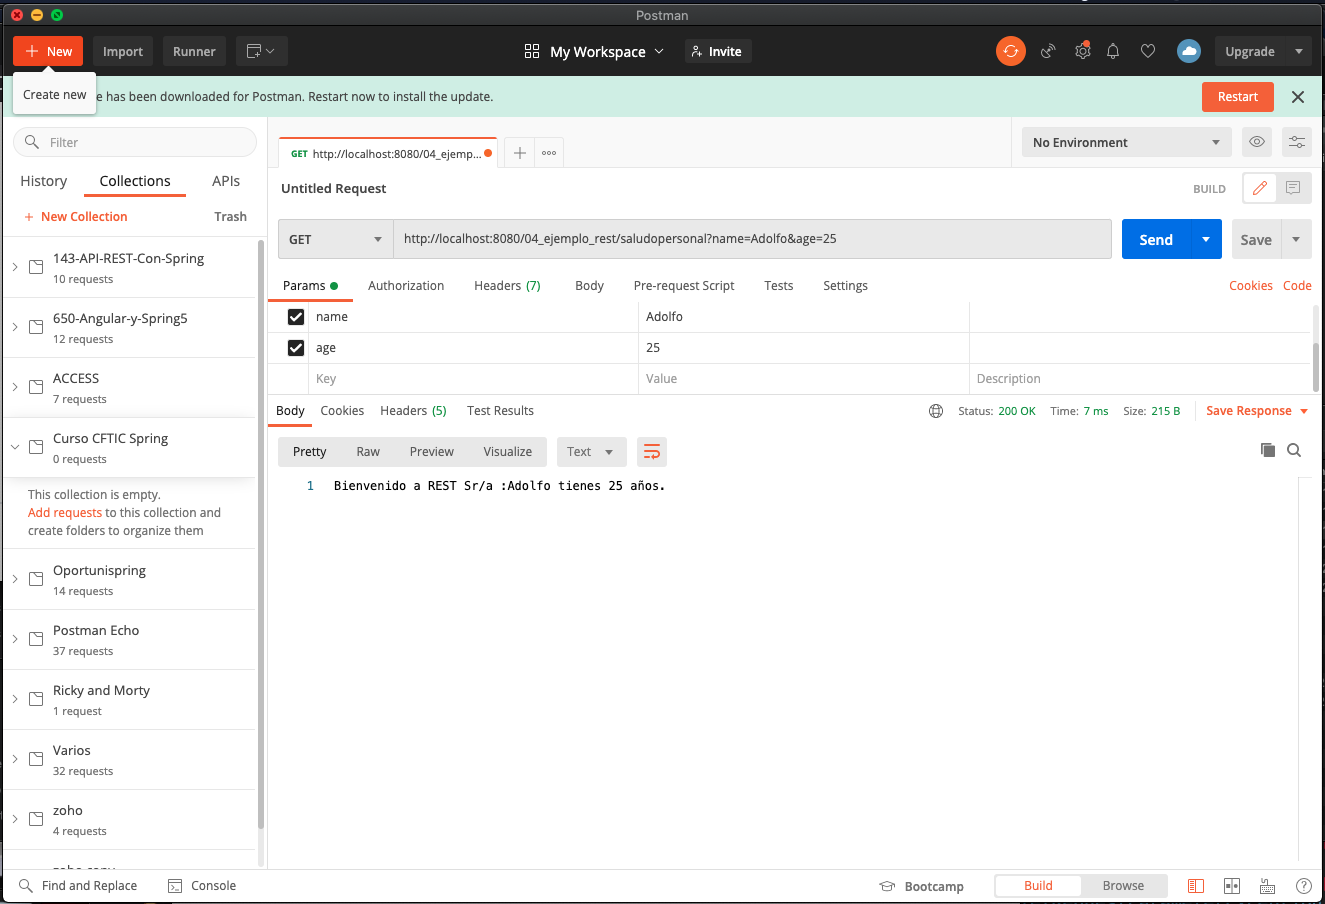 Postman
New
Import
Runner
My Workspace
Invite
Upgrade
Create new
e has been downloaded for Postman. Restart now to install the update.
Restart
Filter
History
Collections
APIs
New Collection
Trash
143-API-REST-Con-Spring
10 requests
650-Angular-y-Spring5
12 requests
ACCESS
7 requests
Curso CFTIC Spring
0 requests
This collection is empty.
Add requests to this collection and
create folders to organize them
Oportunispring
14 requests
Postman Echo
37 requests
Ricky and Morty
1 request
Varios
32 requests
zoho
4 requests
GET http://localhost:8080/04_ejemp...
No Environment
Untitled Request
BUILD
GET
http://localhost:8080/04_ejemplo_rest/saludopersonal?name=Adolfo&age=25
Send
Save
Params
Authorization
Headers (7)
Body
Pre-request Script
Tests
Settings
Cookies
Code
name
Adolfo
age
25
Key
Value
Description
Body
Cookies
Headers (5)
Test Results
Status: 200 OK
Time: 7 ms
Size: 215 B
Save Response
Pretty
Raw
Preview
Visualize
Text
1 Bienvenido a REST Sr/a :Adolfo tienes 25 años.
Find and Replace
Console
Bootcamp
Build
Browse